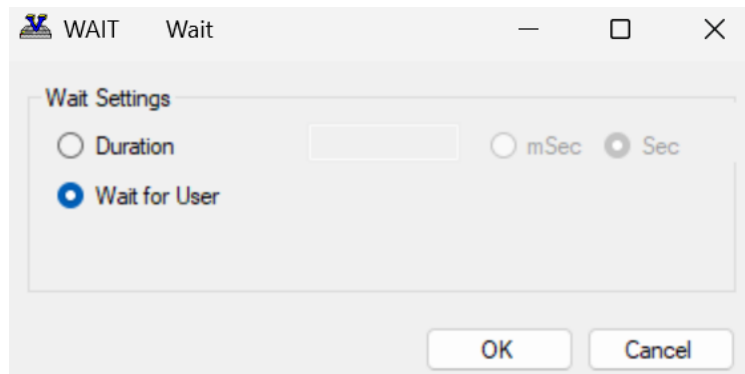 WAIT Wait
Wait Settings
Duration mSec Sec
Wait for User
OK Cancel